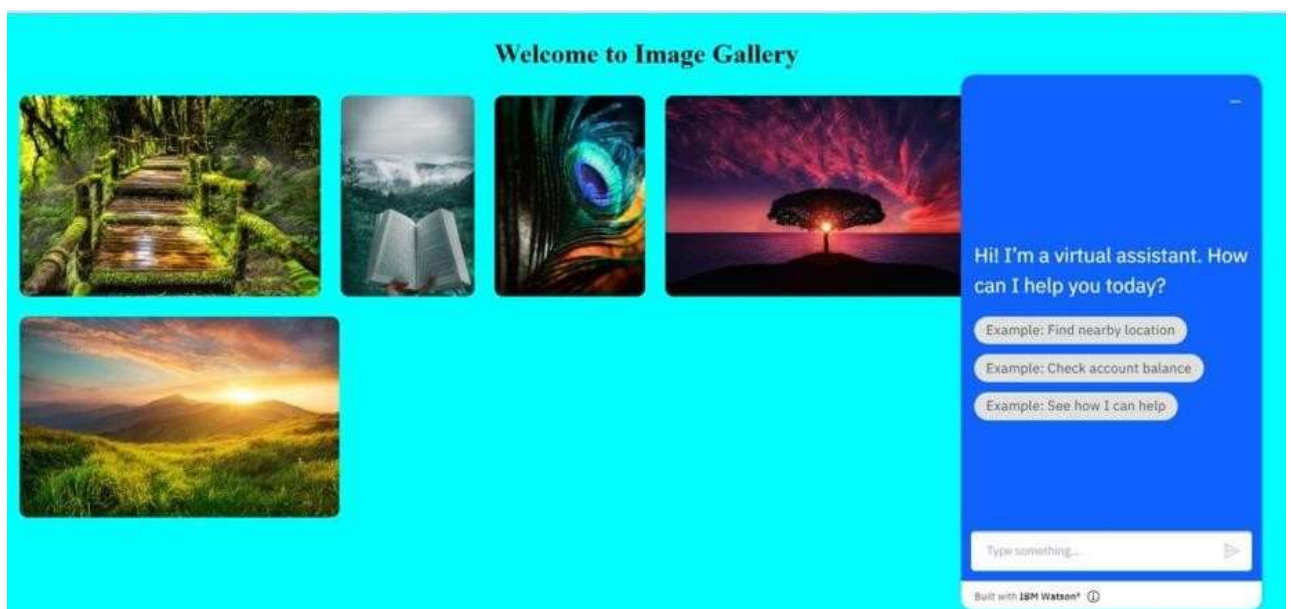 Welcome to Image Gallery
Hi! I'm a virtual assistant. How
can I help you today?
Example: Find nearby location
Example: Check account balance
Example: See how I can help
Type something...
Built with IBM Watson®